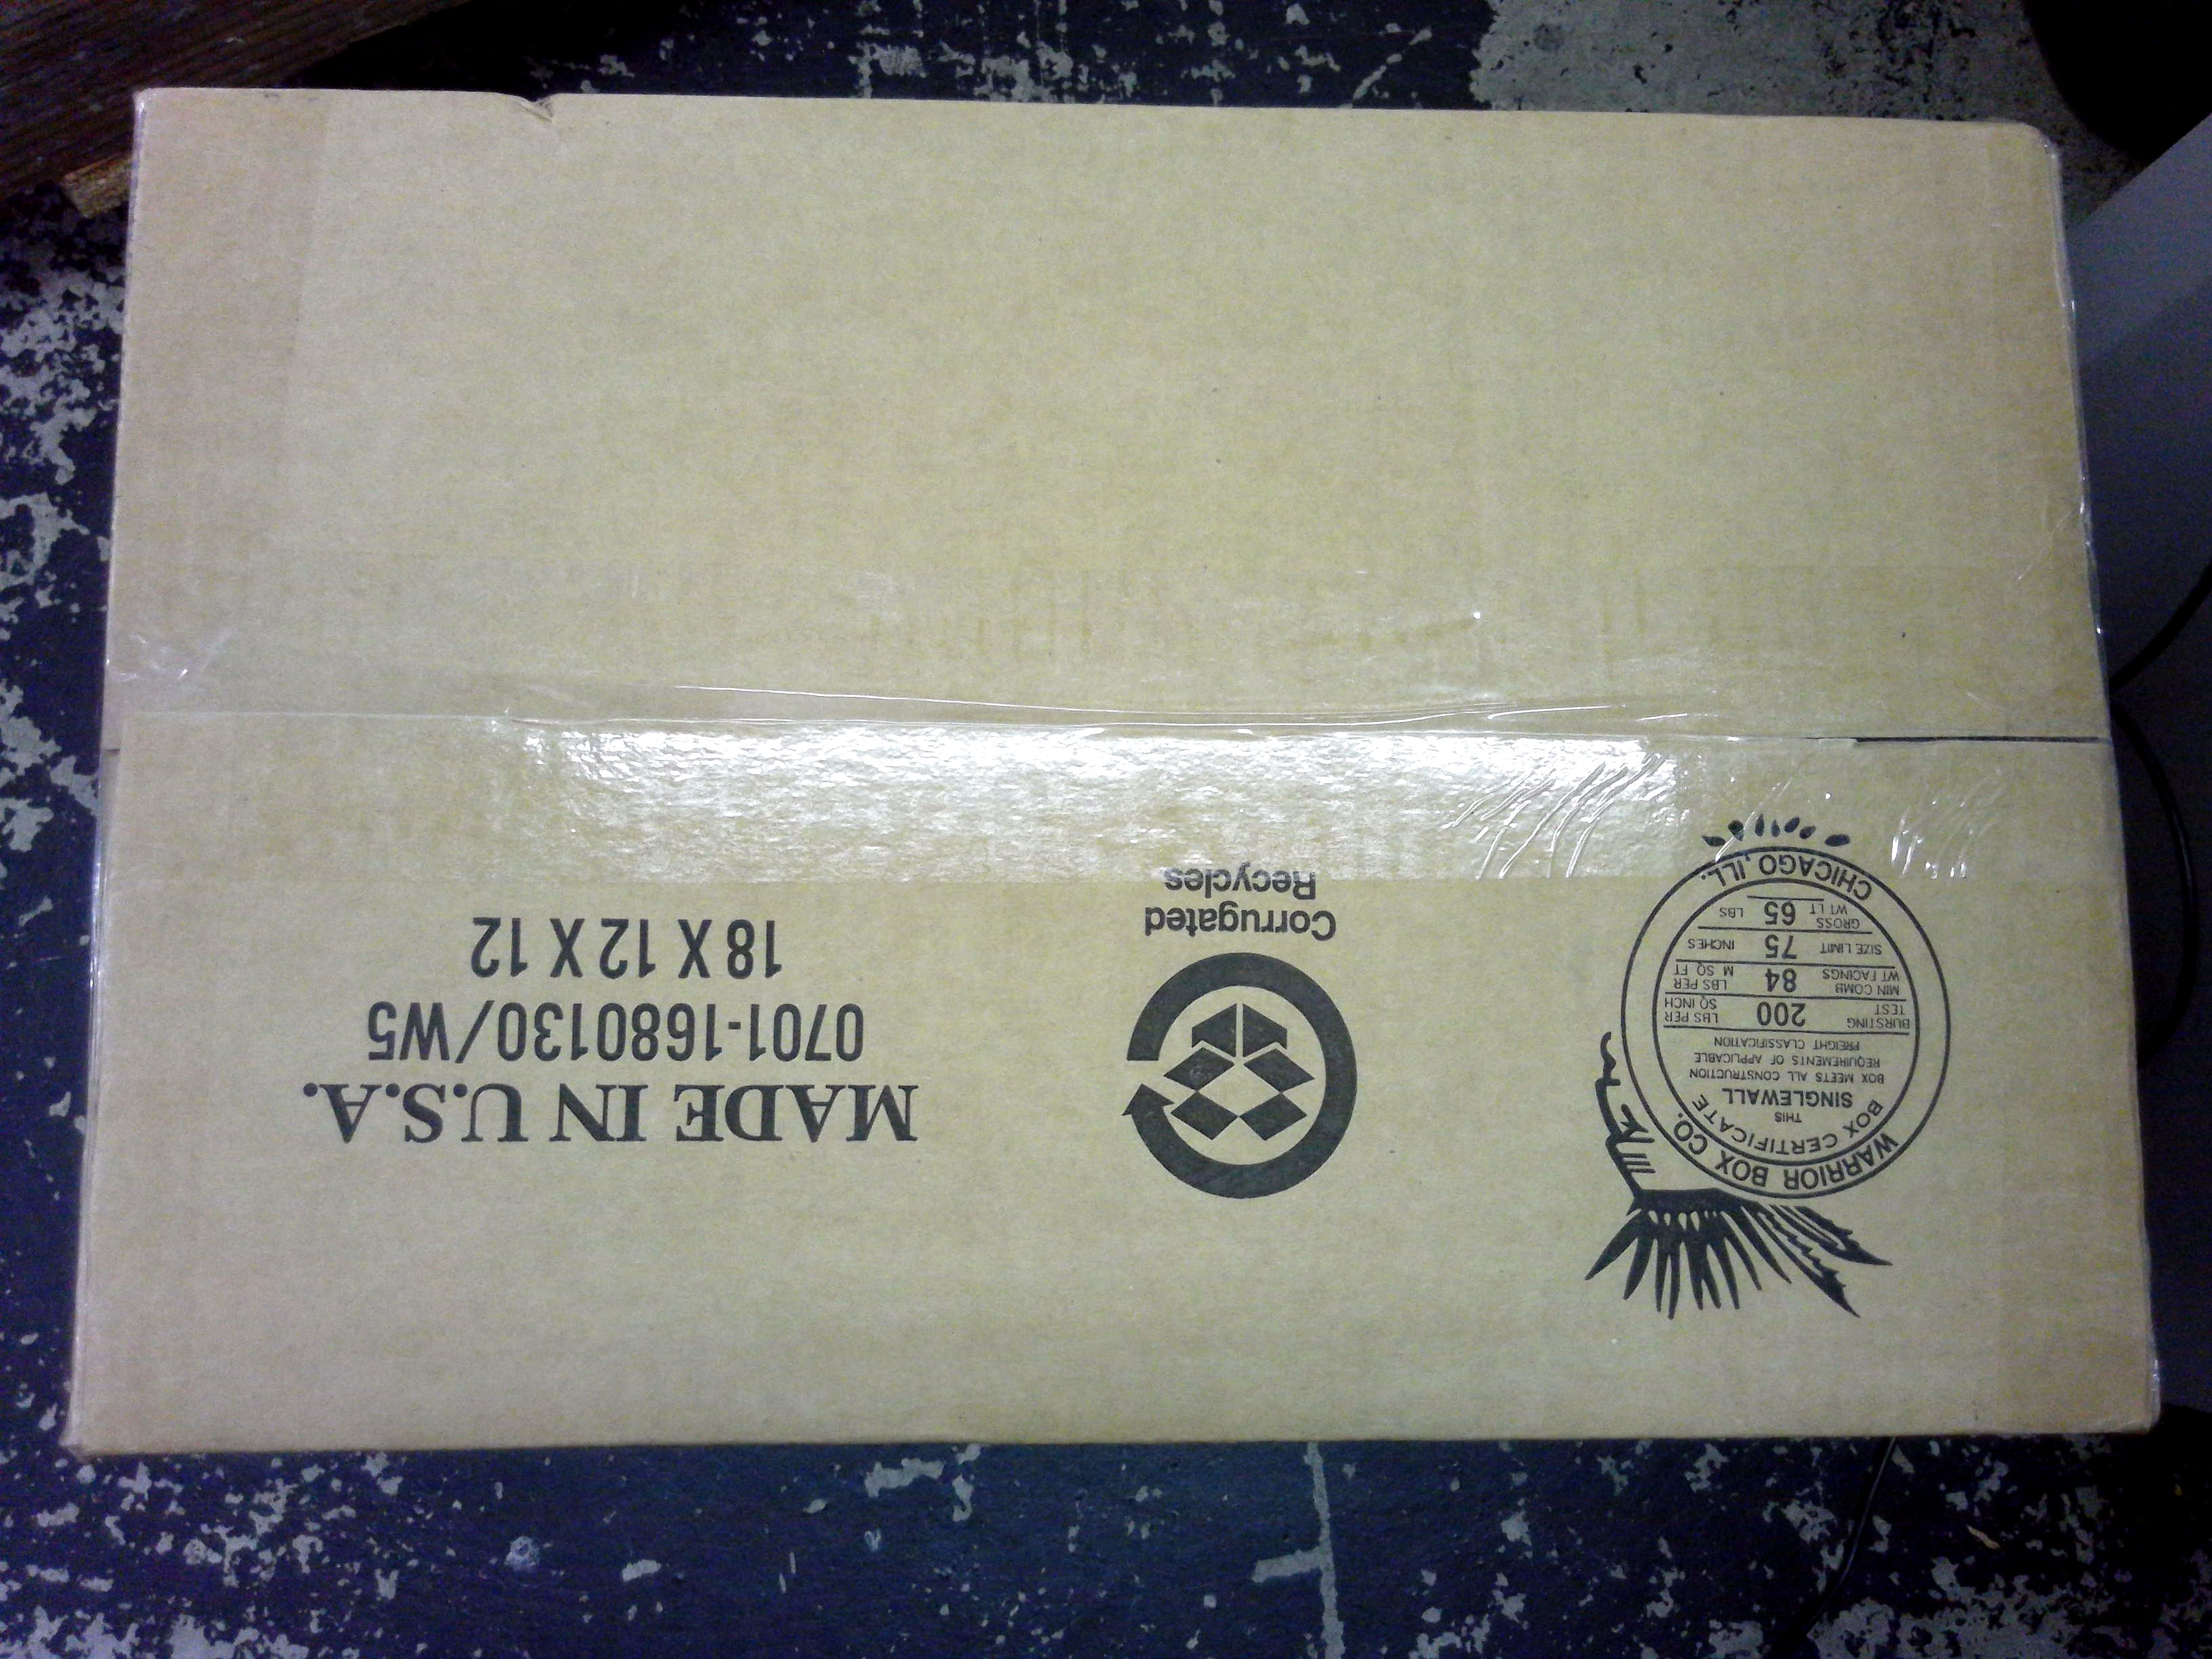 WARRIOR BOX CO.
BOX CERTIFICATE
THIS
SINGLEWALL
BOX MEETS ALL CONSTRUCTION
REQUIREMENTS OF APPLICABLE
FREIGHT CLASSIFICATION
BURSTING TEST 200 LBS PER SQ INCH
MIN COMB WT FACINGS 84 LBS PER M SQ FT
SIZE LIMIT 75 INCHES
GROSS WT LT 65 LBS
CHICAGO, ILL.
Corrugated
Recycles
MADE IN U.S.A.
0701-1680130/W5
18 X 12 X 12